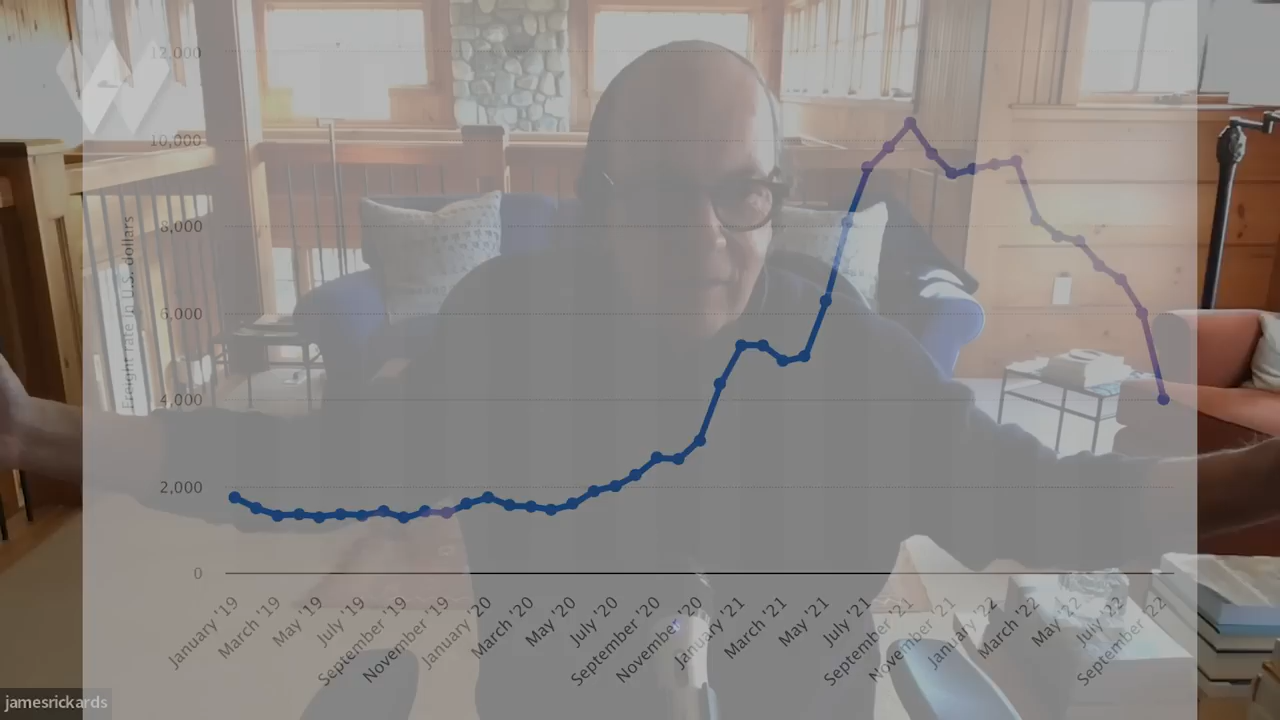 12,000
10,000
8,000
6,000
4,000
2,000
0
Freight rate in U.S. dollars
January '19
March '19
May '19
July '19
September '19
November '19
January '20
March '20
May '20
July '20
September '20
November '20
January '21
March '21
May '21
July '21
September '21
November '21
January '22
March '22
May '22
July '22
September '22
jamesrickards